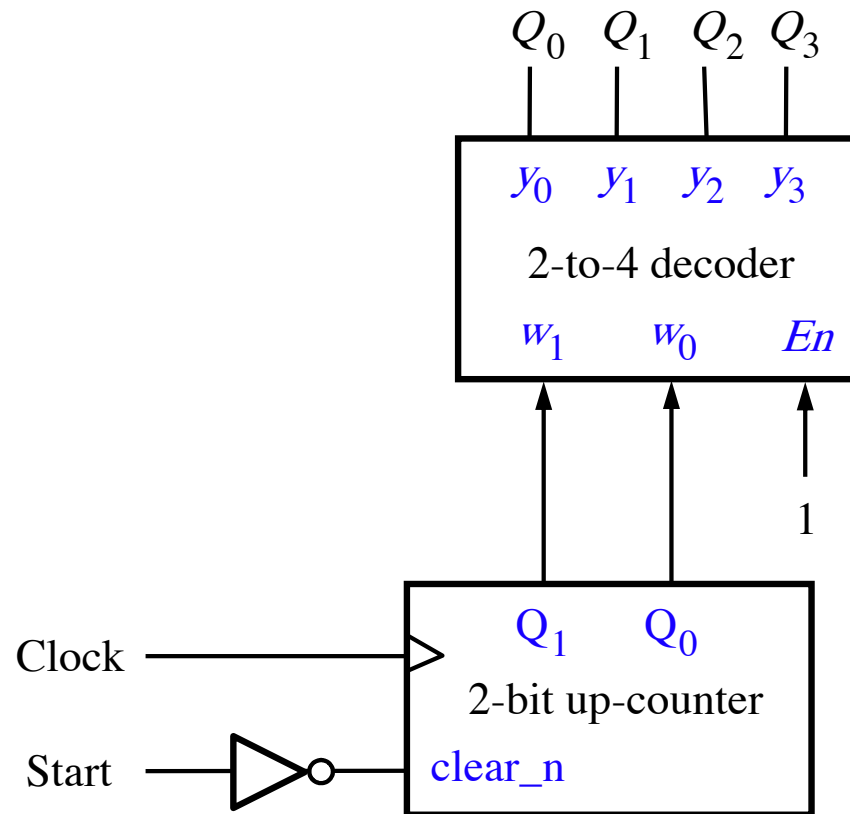 Q₀ Q₁ Q₂ Q₃
y₀ y₁ y₂ y₃
2-to-4 decoder
w₁ w₀ En
1
Q₁ Q₀
Clock
2-bit up-counter
Start
clear_n